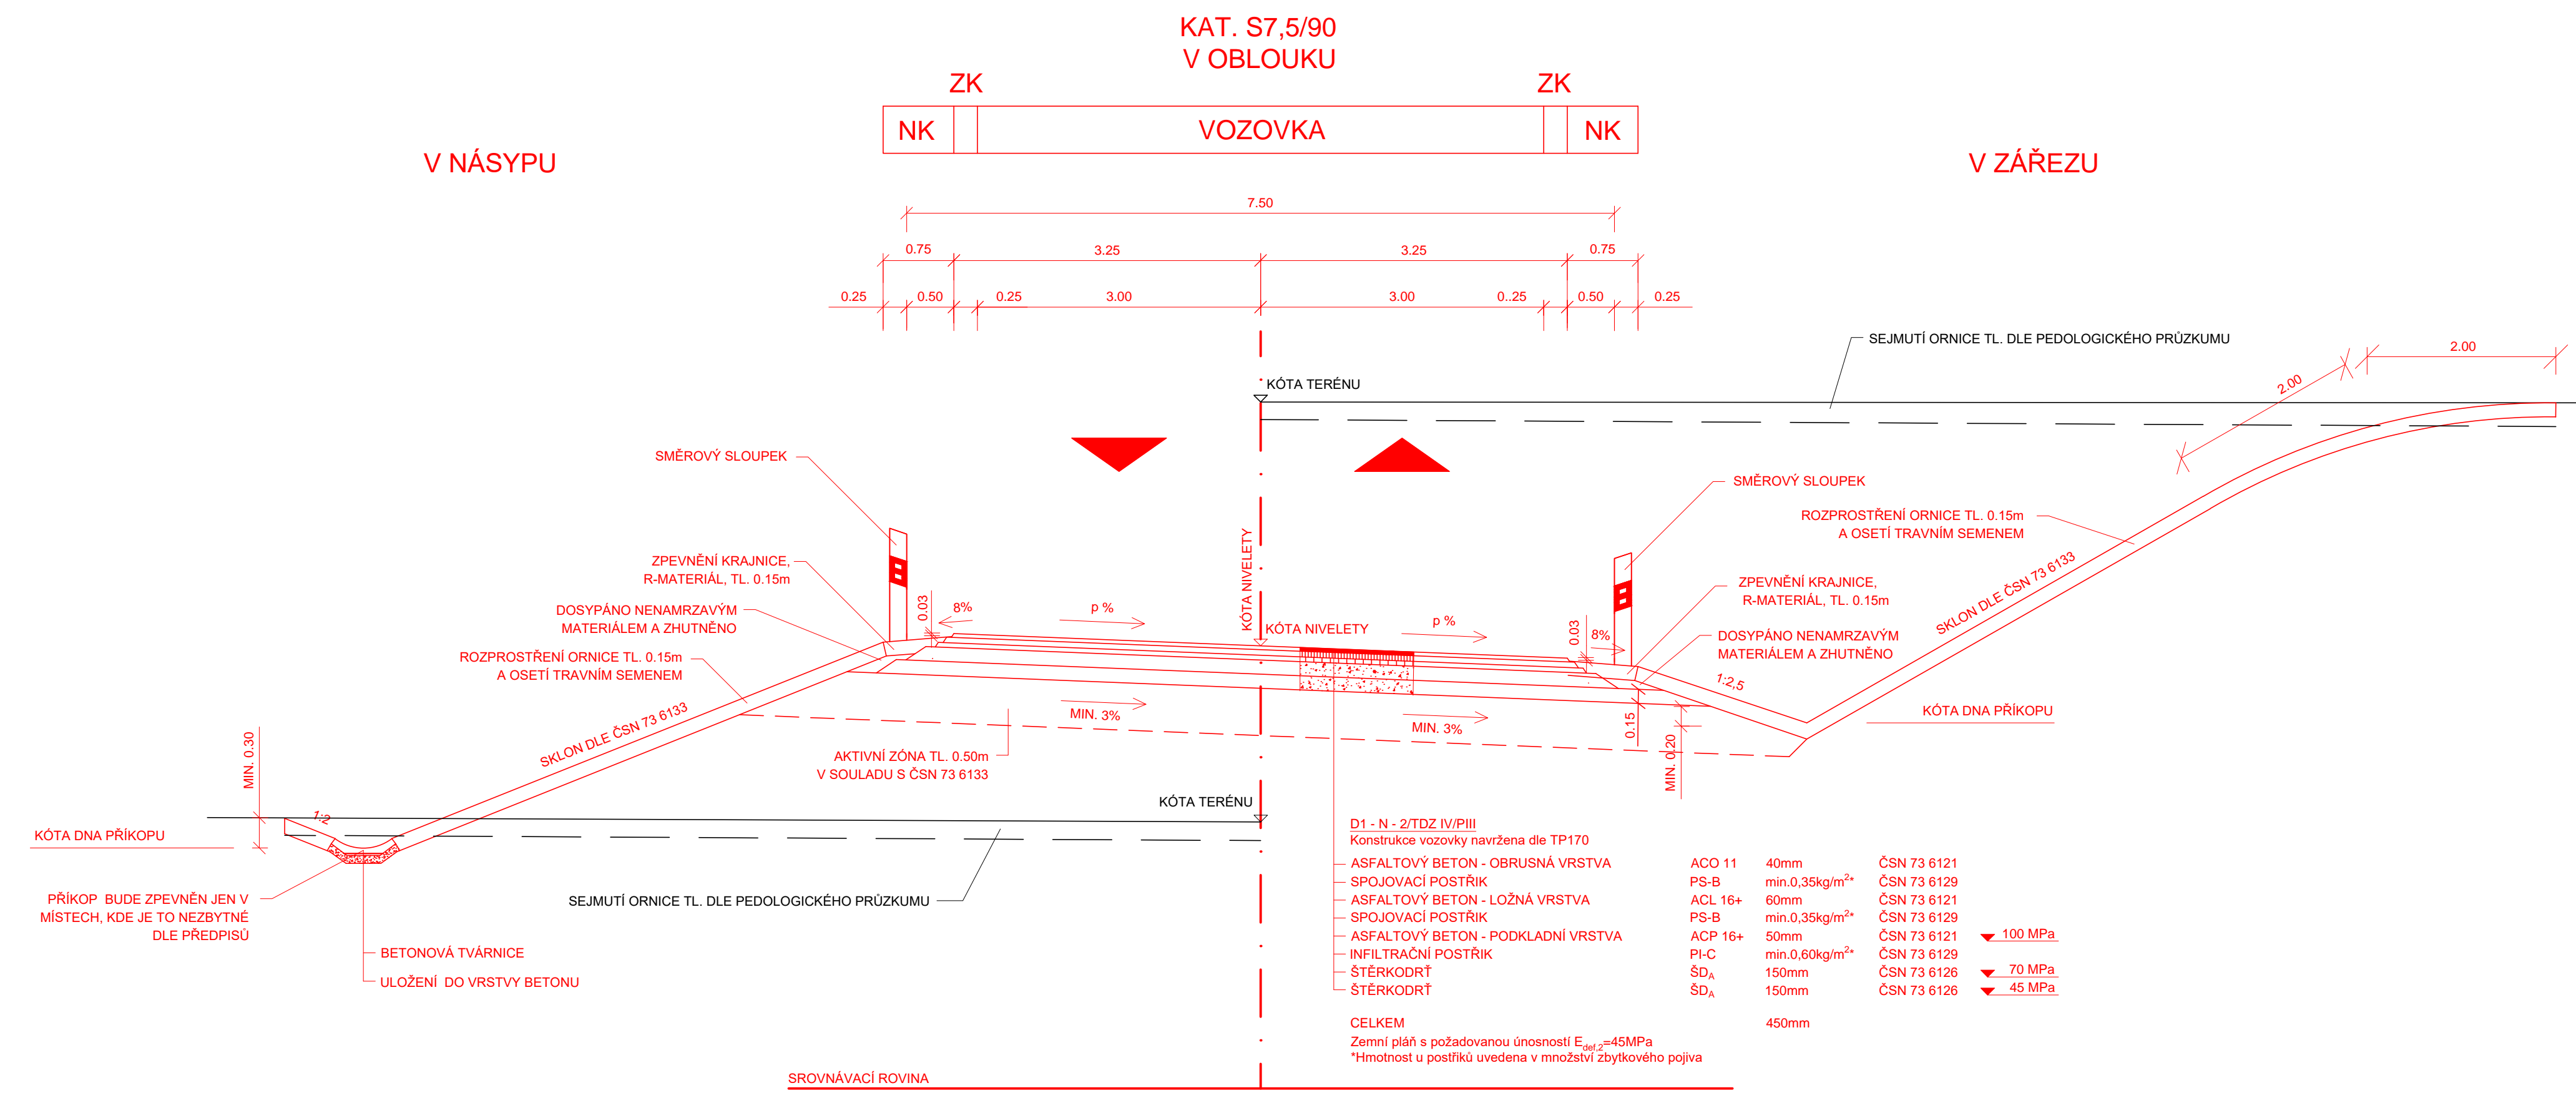 KAT. S7,5/90
V OBLOUKU
ZK
ZK
NK
VOZOVKA
NK
V NÁSYPU
V ZÁŘEZU
7.50
0.75
3.25
3.25
0.75
0.25
0.50
0.25
3.00
3.00
0..25
0.50
0.25
SEJMUTÍ ORNICE TL. DLE PEDOLOGICKÉHO PRŮZKUMU
2.00
2.00
KÓTA TERÉNU
SMĚROVÝ SLOUPEK
SMĚROVÝ SLOUPEK
ROZPROSTŘENÍ ORNICE TL. 0.15m
A OSETÍ TRAVNÍM SEMENEM
KÓTA NIVELETY
ZPEVNĚNÍ KRAJNICE,
R-MATERIÁL, TL. 0.15m
ZPEVNĚNÍ KRAJNICE,
R-MATERIÁL, TL. 0.15m
SKLON DLE ČSN 73 6133
DOSYPÁNO NENAMRZAVÝM
MATERIÁLEM A ZHUTNĚNO
0.03
8%
p %
KÓTA NIVELETY
p %
0.03
8%
DOSYPÁNO NENAMRZAVÝM
MATERIÁLEM A ZHUTNĚNO
ROZPROSTŘENÍ ORNICE TL. 0.15m
A OSETÍ TRAVNÍM SEMENEM
1:2,5
SKLON DLE ČSN 73 6133
MIN. 3%
MIN. 3%
0.15
MIN. 0.20
KÓTA DNA PŘÍKOPU
MIN. 0.30
AKTIVNÍ ZÓNA TL. 0.50m
V SOULADU S ČSN 73 6133
KÓTA TERÉNU
1:2
KÓTA DNA PŘÍKOPU
SEJMUTÍ ORNICE TL. DLE PEDOLOGICKÉHO PRŮZKUMU
PŘÍKOP BUDE ZPEVNĚN JEN V
MÍSTECH, KDE JE TO NEZBYTNÉ
DLE PŘEDPISŮ
BETONOVÁ TVÁRNICE
ULOŽENÍ DO VRSTVY BETONU
D1 - N - 2/TDZ IV/PIII
Konstrukce vozovky navržena dle TP170
ASFALTOVÝ BETON - OBRUSNÁ VRSTVA ACO 11 40mm ČSN 73 6121
SPOJOVACÍ POSTŘIK PS-B min.0,35kg/m2* ČSN 73 6129
ASFALTOVÝ BETON - LOŽNÁ VRSTVA ACL 16+ 60mm ČSN 73 6121
SPOJOVACÍ POSTŘIK PS-B min.0,35kg/m2* ČSN 73 6129
ASFALTOVÝ BETON - PODKLADNÍ VRSTVA ACP 16+ 50mm ČSN 73 6121 100 MPa
INFILTRAČNÍ POSTŘIK PI-C min.0,60kg/m2* ČSN 73 6129
ŠTĚRKODRŤ ŠDA 150mm ČSN 73 6126 70 MPa
ŠTĚRKODRŤ ŠDA 150mm ČSN 73 6126 45 MPa
CELKEM 450mm
Zemní pláň s požadovanou únosností Edef,2=45MPa
*Hmotnost u postřiků uvedena v množství zbytkového pojiva
SROVNÁVACÍ ROVINA